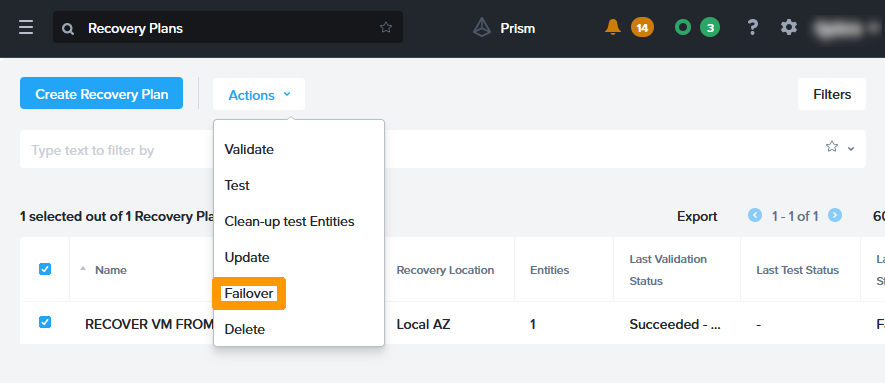 Recovery Plans
Prism
14
3
?
Create Recovery Plan
Actions
Filters
Validate
Test
Clean-up test Entities
Update
Failover
Delete
Type text to filter by
1 selected out of 1 Recovery
Export
1 - 1 of 1
60
Name
Recovery Location
Entities
Last Validation
Status
Last Test Status
RECOVER VM FROM
Local AZ
1
Succeeded - ...
-